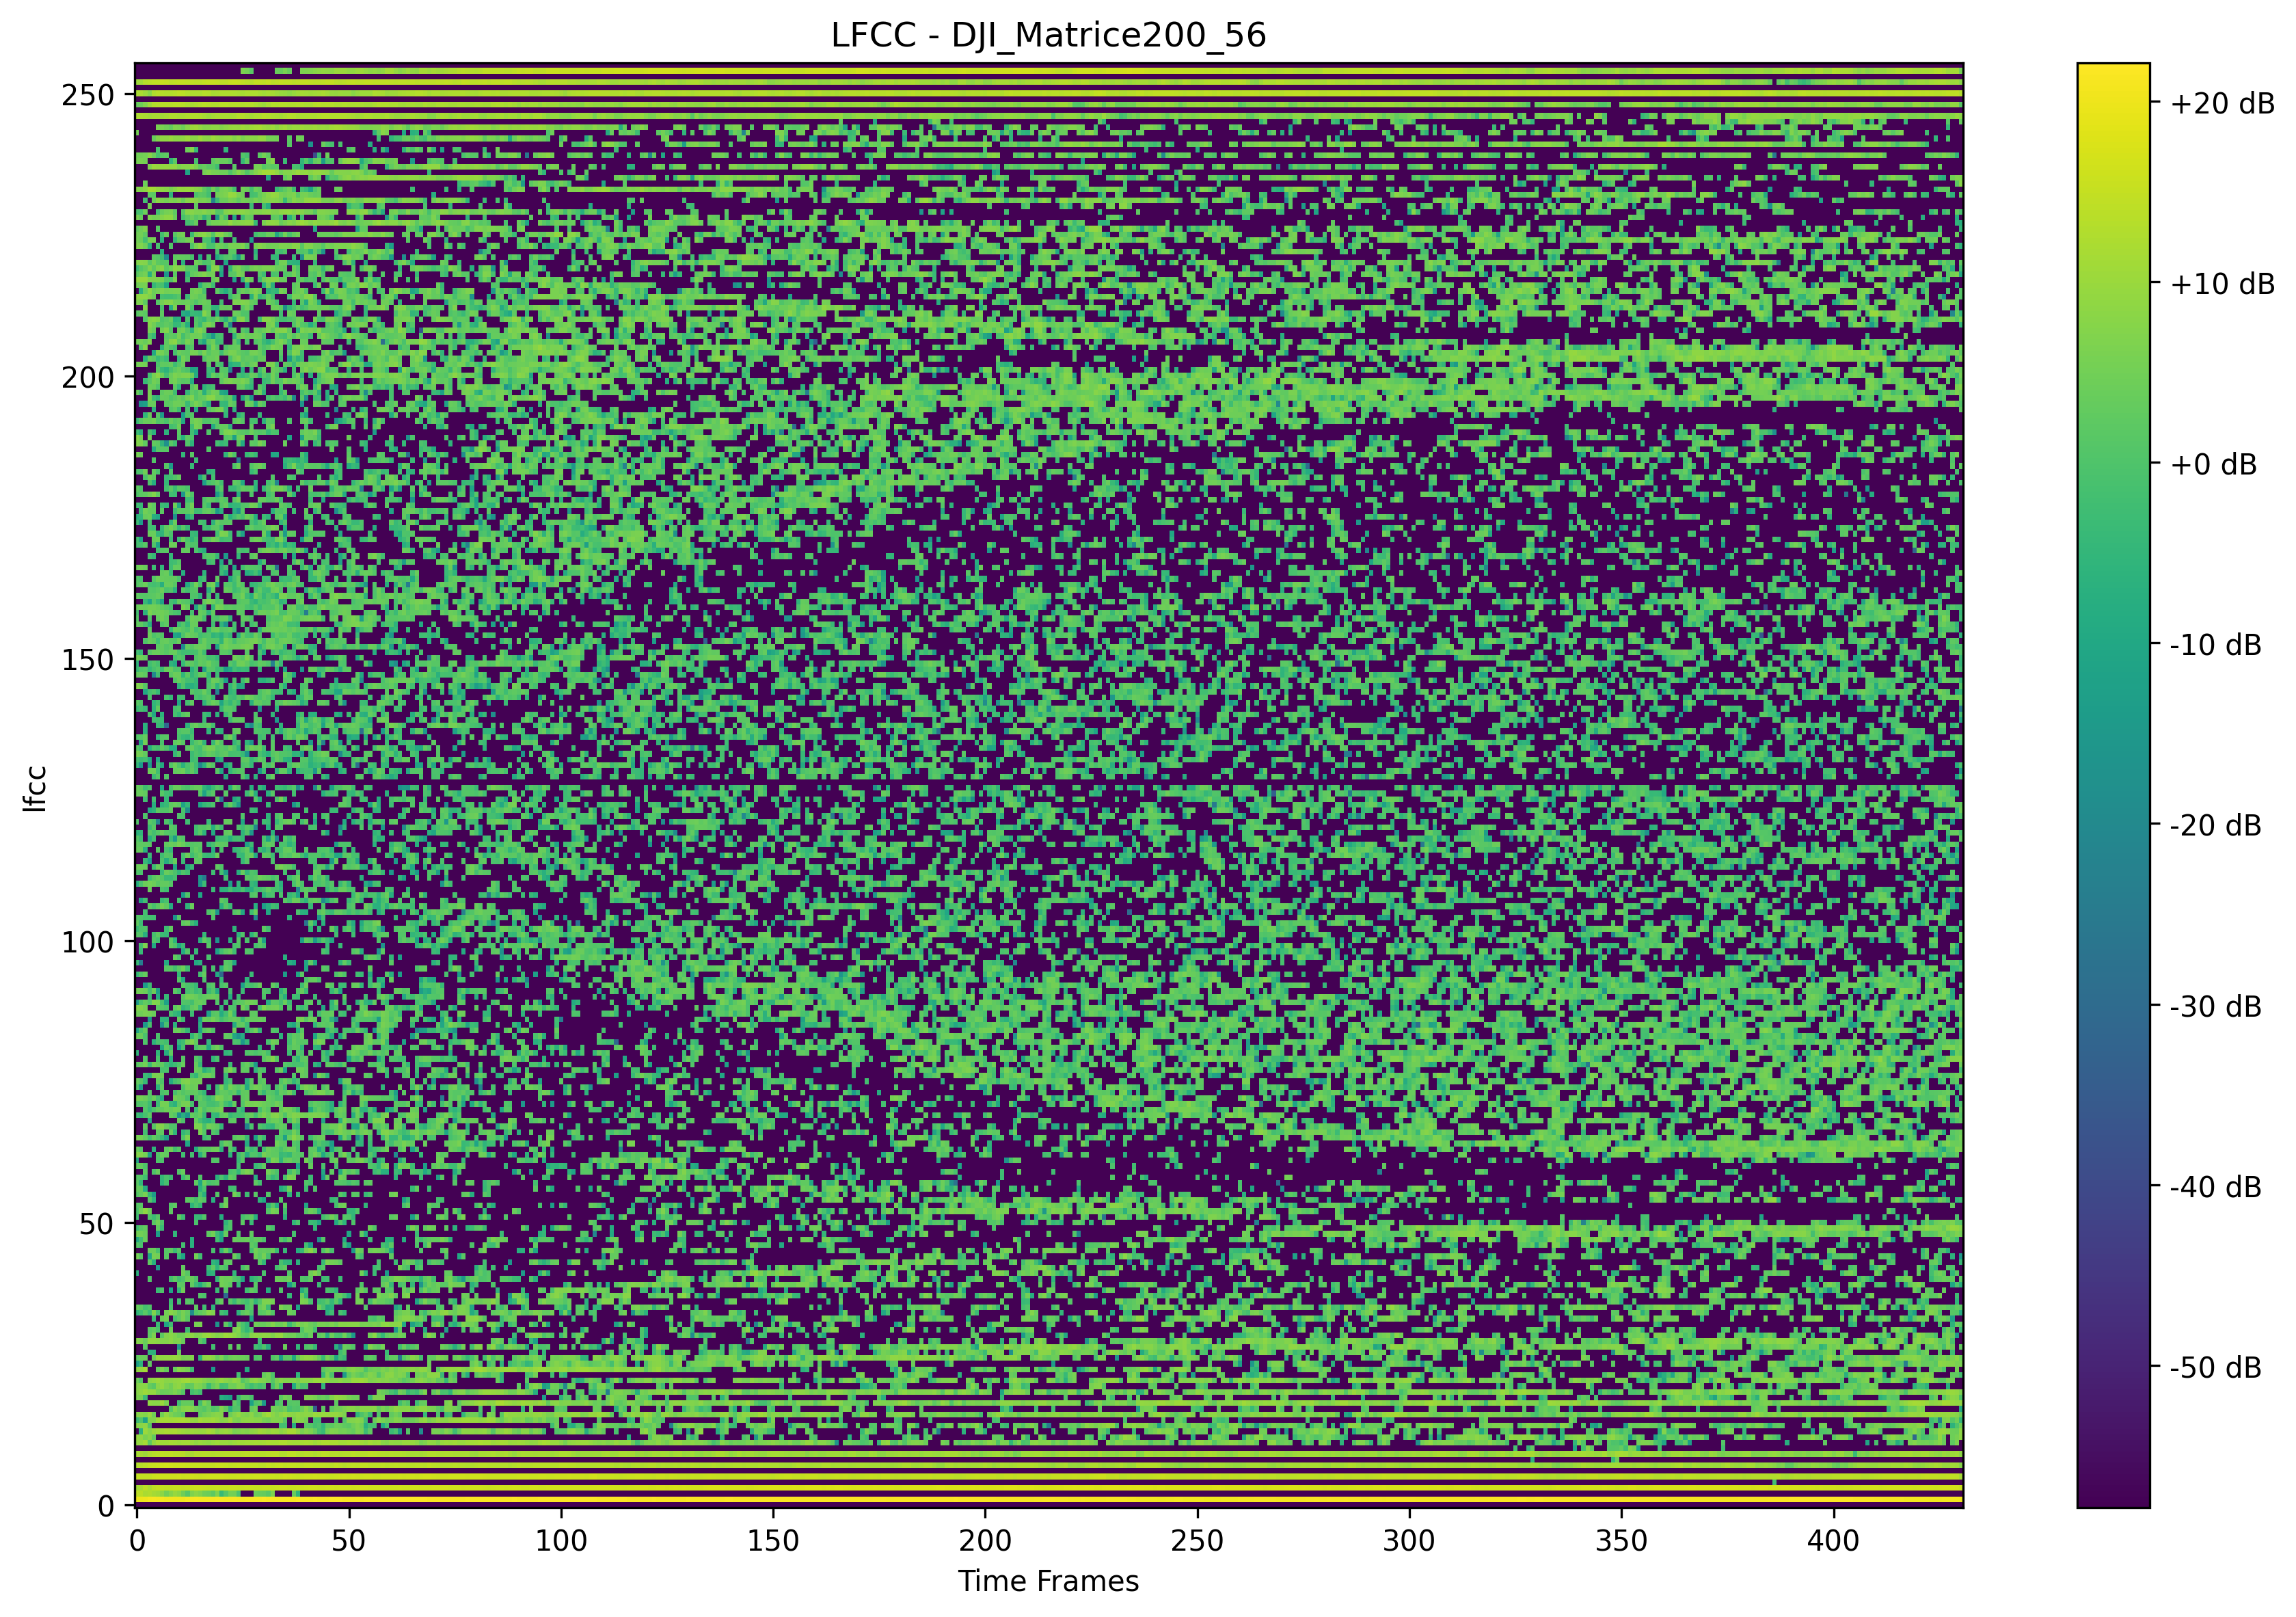 LFCC - DJI_Matrice200_56
250
200
150
100
50
0
lfcc
0 50 100 150 200 250 300 350 400
Time Frames
+20 dB
+10 dB
+0 dB
-10 dB
-20 dB
-30 dB
-40 dB
-50 dB